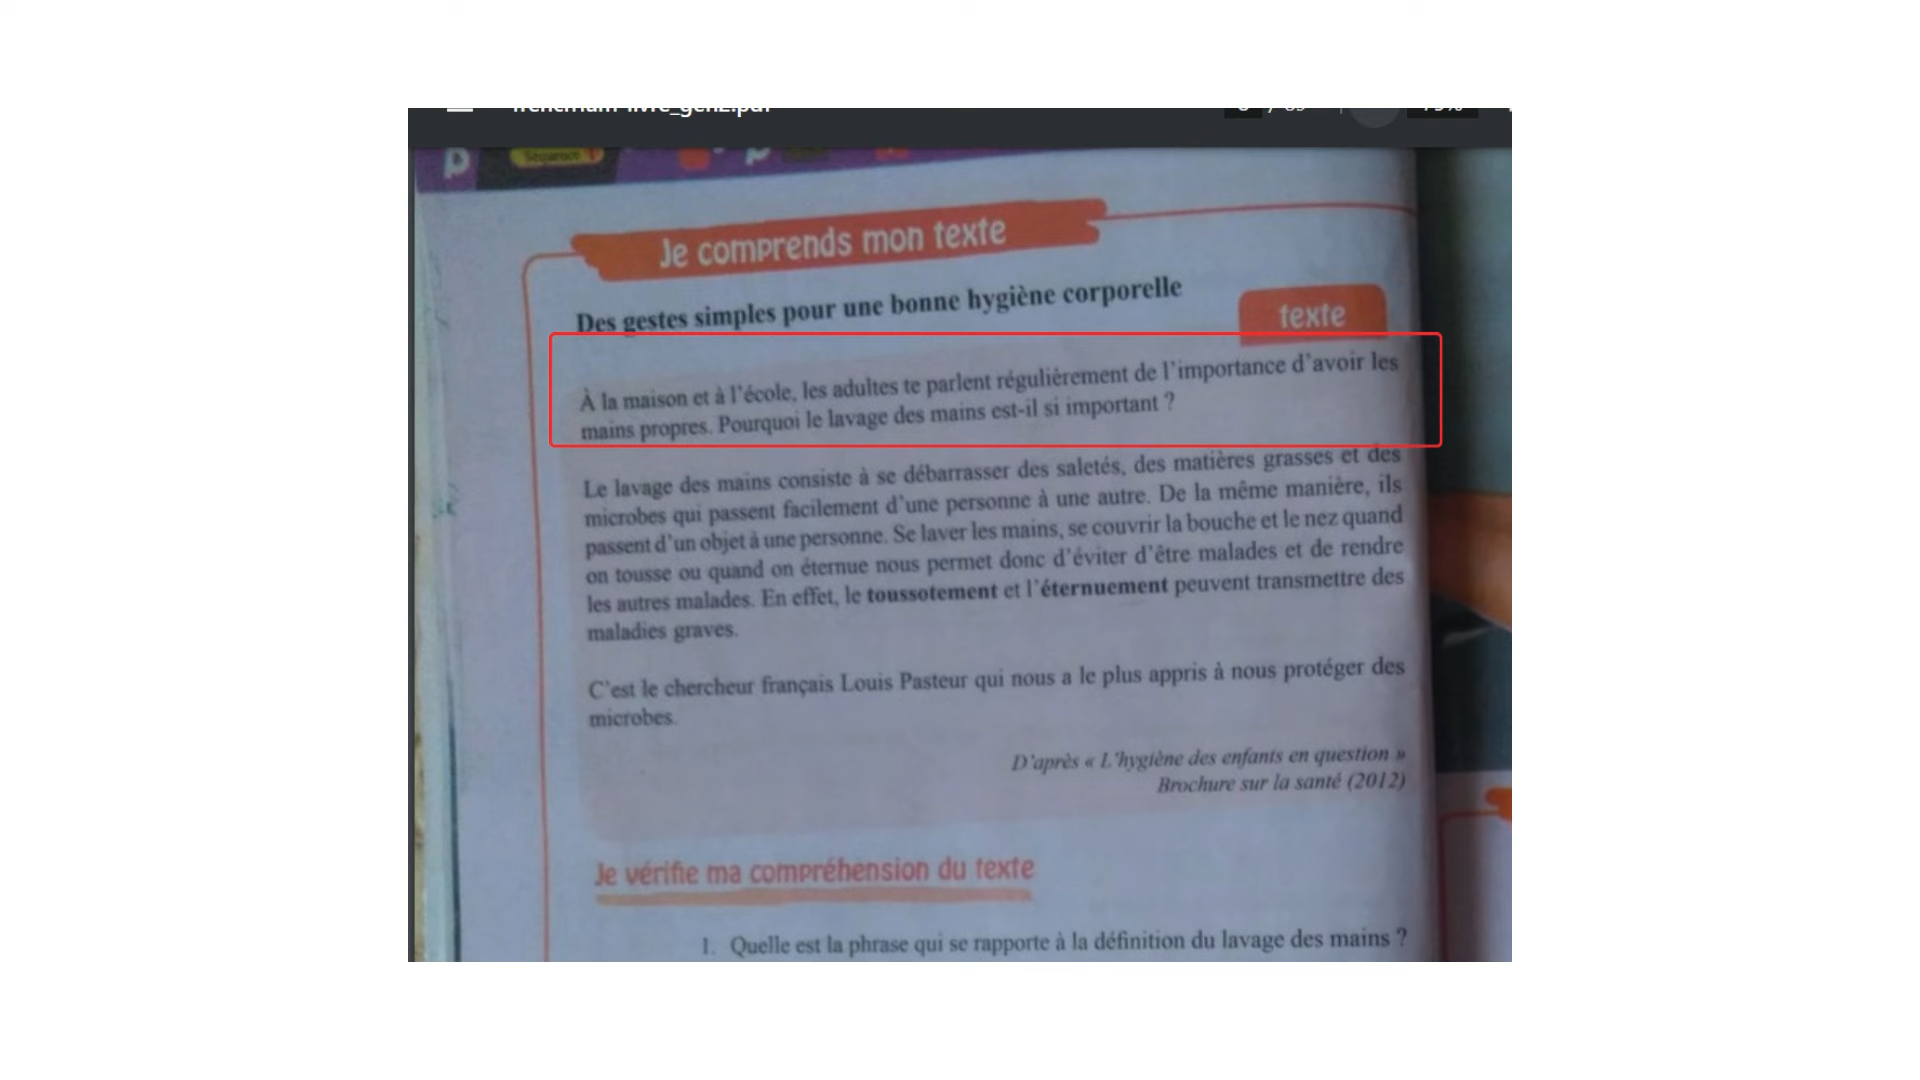 Séquence 1
Je comprends mon texte
Des gestes simples pour une bonne hygiène corporelle
texte
À la maison et à l'école, les adultes te parlent régulièrement de l'importance d'avoir les
mains propres. Pourquoi le lavage des mains est-il si important ?
Le lavage des mains consiste à se débarrasser des saletés, des matières grasses et des
microbes qui passent facilement d'une personne à une autre. De la même manière, ils
passent d'un objet à une personne. Se laver les mains, se couvrir la bouche et le nez quand
on tousse ou quand on éternue nous permet donc d'éviter d'être malades et de rendre
les autres malades. En effet, le toussotement et l'éternuement peuvent transmettre des
maladies graves.
C'est le chercheur français Louis Pasteur qui nous a le plus appris à nous protéger des
microbes.
D'après « L'hygiène des enfants en question »
Brochure sur la santé (2012)
Je vérifie ma compréhension du texte
1. Quelle est la phrase qui se rapporte à la définition du lavage des mains ?